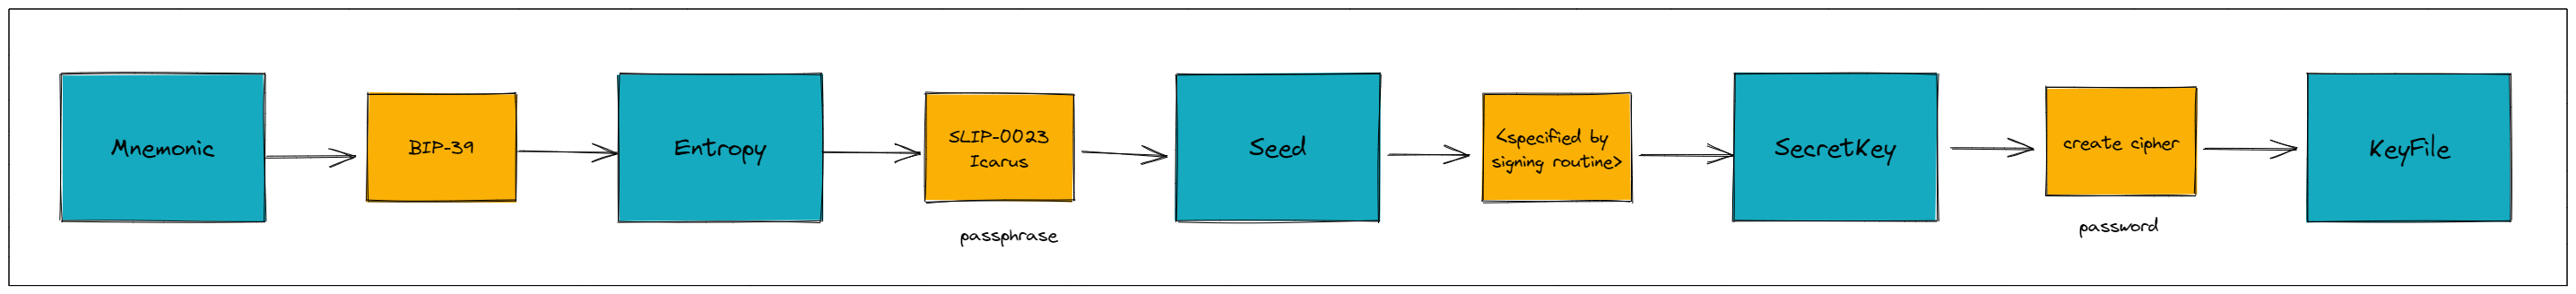 Mnemonic
BIP-39
Entropy
SLIP-0023
Icarus
passphrase
Seed
<specified by
signing routine>
SecretKey
create cipher
password
KeyFile